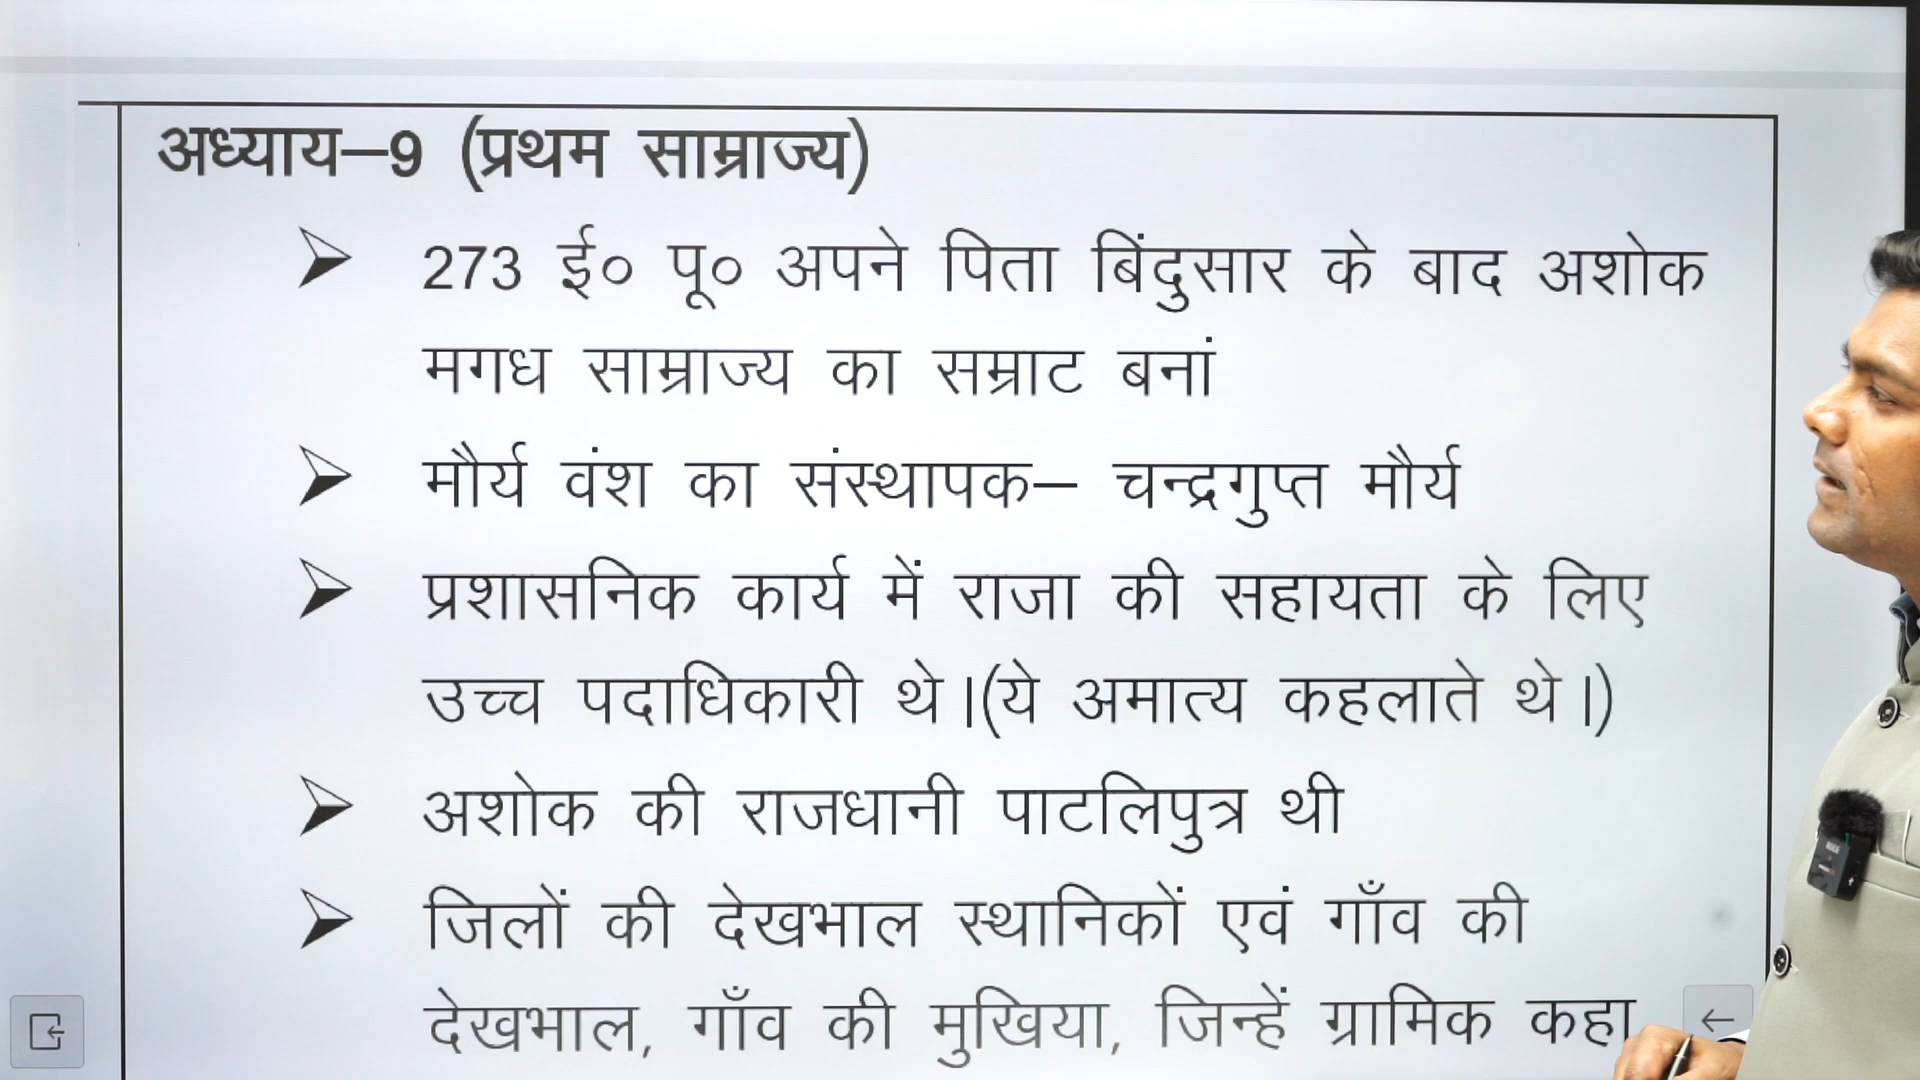 अध्याय–9 (प्रथम साम्राज्य)
273 ई० पू० अपने पिता बिंदुसार के बाद अशोक
मगध साम्राज्य का सम्राट बनां
मौर्य वंश का संस्थापक– चन्द्रगुप्त मौर्य
प्रशासनिक कार्य में राजा की सहायता के लिए
उच्च पदाधिकारी थे।(ये अमात्य कहलाते थे।)
अशोक की राजधानी पाटलिपुत्र थी
जिलों की देखभाल स्थानिकों एवं गाँव की
देखभाल, गाँव की मुखिया, जिन्हें ग्रामिक कहा